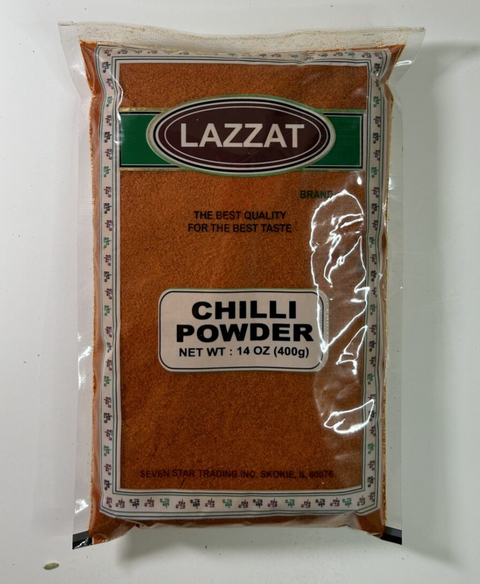 LAZZAT
BRAND
THE BEST QUALITY
FOR THE BEST TASTE
CHILLI
POWDER
NET WT : 14 OZ (400g)
SEVEN STAR TRADING INC. SKOKIE, IL 60076